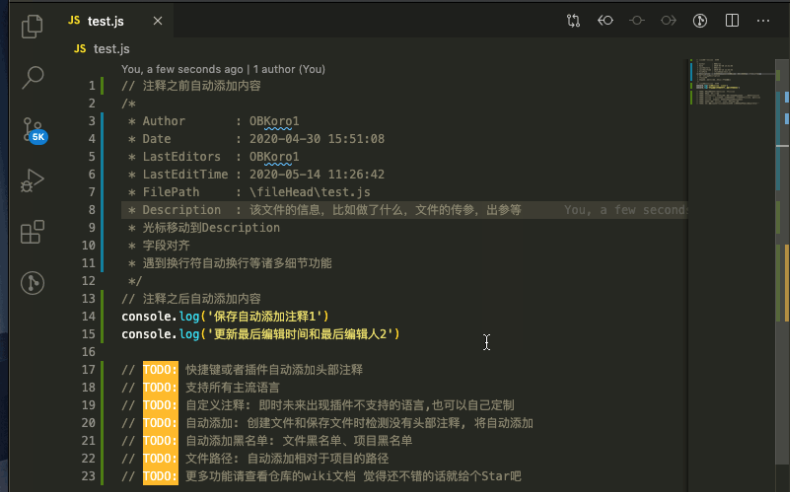 JS test.js
JS test.js
You, a few seconds ago | 1 author (You)
1 // 注释之前自动添加内容
2 /*
3 * Author : OBKoro1
4 * Date : 2020-04-30 15:51:08
5 * LastEditors : OBKoro1
6 * LastEditTime : 2020-05-14 11:26:42
7 * FilePath : \fileHead\test.js
8 * Description : 该文件的信息，比如做了什么，文件的传参，出参等 You, a few seconds
9 * 光标移动到Description
10 * 字段对齐
11 * 遇到换行符自动换行等诸多细节功能
12 */
13 // 注释之后自动添加内容
14 console.log('保存自动添加注释1')
15 console.log('更新最后编辑时间和最后编辑人2')
16
17 // TODO: 快捷键或者插件自动添加头部注释
18 // TODO: 支持所有主流语言
19 // TODO: 自定义注释: 即时未来出现插件不支持的语言,也可以自己定制
20 // TODO: 自动添加: 创建文件和保存文件时检测没有头部注释, 将自动添加
21 // TODO: 自动添加黑名单: 文件黑名单、项目黑名单
22 // TODO: 文件路径: 自动添加相对于项目的路径
23 // TODO: 更多功能请查看仓库的wiki文档 觉得还不错的话就给个Star吧
5K